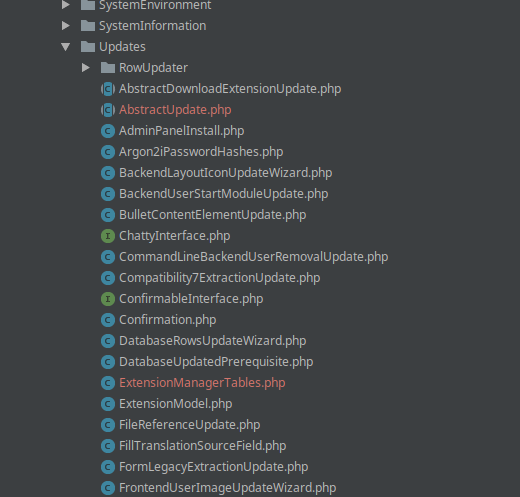 SystemEnvironment
SystemInformation
Updates
RowUpdater
AbstractDownloadExtensionUpdate.php
AbstractUpdate.php
AdminPanelInstall.php
Argon2iPasswordHashes.php
BackendLayoutIconUpdateWizard.php
BackendUserStartModuleUpdate.php
BulletContentElementUpdate.php
ChattyInterface.php
CommandLineBackendUserRemovalUpdate.php
Compatibility7ExtractionUpdate.php
ConfirmableInterface.php
Confirmation.php
DatabaseRowsUpdateWizard.php
DatabaseUpdatedPrerequisite.php
ExtensionManagerTables.php
ExtensionModel.php
FileReferenceUpdate.php
FillTranslationSourceField.php
FormLegacyExtractionUpdate.php
FrontendUserImageUpdateWizard.php